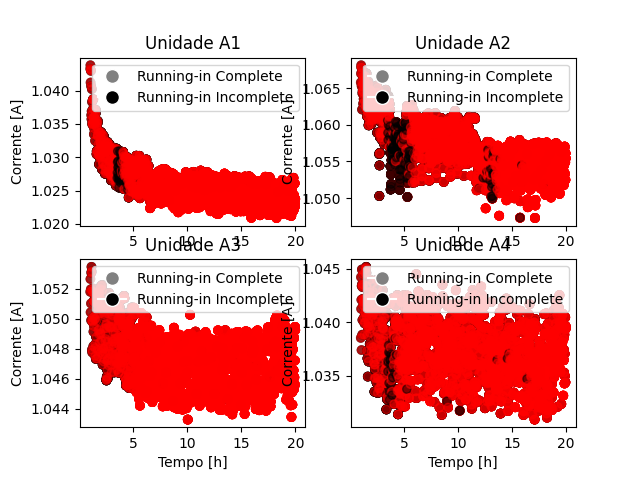 Unidade A1
Corrente [A]
1.040
1.035
1.030
1.025
1.020
5
10
15
20
Running-in Complete
Running-in Incomplete
Unidade A2
Corrente [A]
1.065
1.060
1.055
1.050
5
10
15
20
Running-in Complete
Running-in Incomplete
Unidade A3
Corrente [A]
1.052
1.050
1.048
1.046
1.044
5
10
15
20
Tempo [h]
Running-in Complete
Running-in Incomplete
Unidade A4
Corrente [A]
1.045
1.040
1.035
5
10
15
20
Tempo [h]
Running-in Complete
Running-in Incomplete